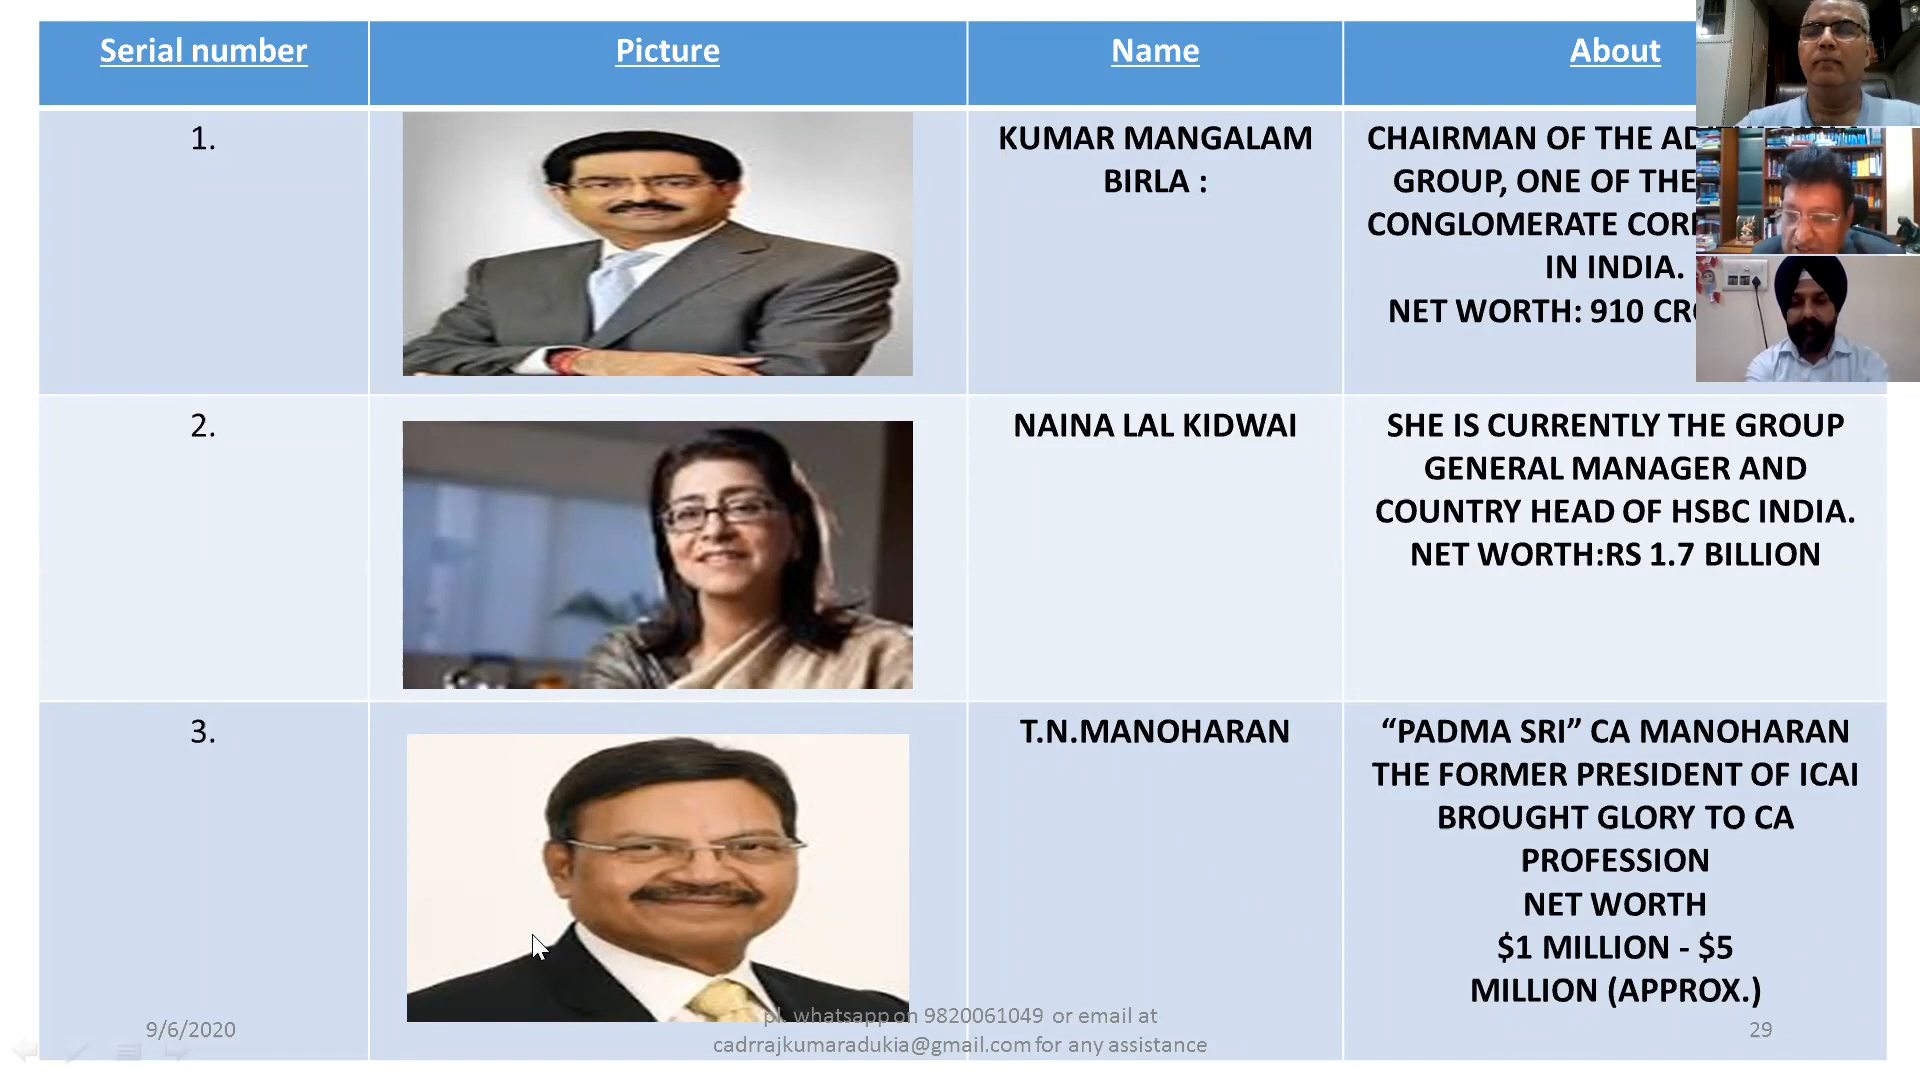 Serial number
Picture
Name
About
1.
KUMAR MANGALAM
BIRLA :
CHAIRMAN OF THE
GROUP, ONE OF THE
CONGLOMERATE
IN INDIA.
NET WORTH: 910
2.
NAINA LAL KIDWAI
SHE IS CURRENTLY THE GROUP
GENERAL MANAGER AND
COUNTRY HEAD OF HSBC INDIA.
NET WORTH:RS 1.7 BILLION
3.
T.N.MANOHARAN
“PADMA SRI” CA MANOHARAN
THE FORMER PRESIDENT OF ICAI
BROUGHT GLORY TO CA
PROFESSION
NET WORTH
$1 MILLION - $5
MILLION (APPROX.)
9/6/2020
pl. whatsapp on 9820061049 or email at
cadrrajkumaradukia@gmail.com for any assistance
29